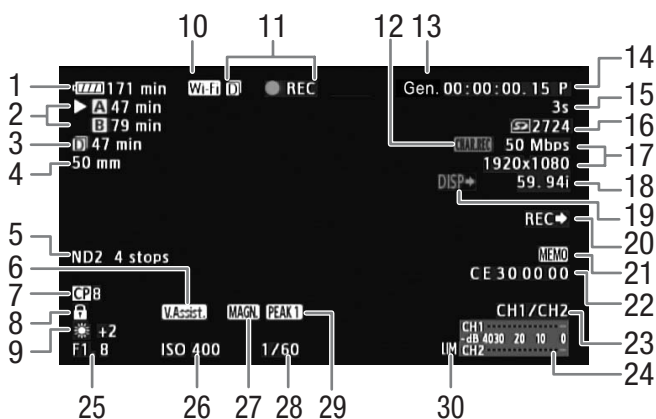 10 11 12 13
1 171 min Wi-Fi D REC Gen. 00:00:00.15 P 14
2 A 47 min 3s 15
B 79 min 2724 16
3 D 47 min CHAR.REC 50 Mbps 17
4 50 mm 1920x1080
DISP 59.94i 18
19
REC 20
5 ND2 4 stops MEMO 21
6 CE300000 22
7 CP8
8 V.Assist. MAGN. PEAK 1 CH1/CH2 23
9 +2 CH1
-dB 40 30 20 10 0
F1 8 ISO 400 1/60 LIM CH2 24
25 26 27 28 29 30